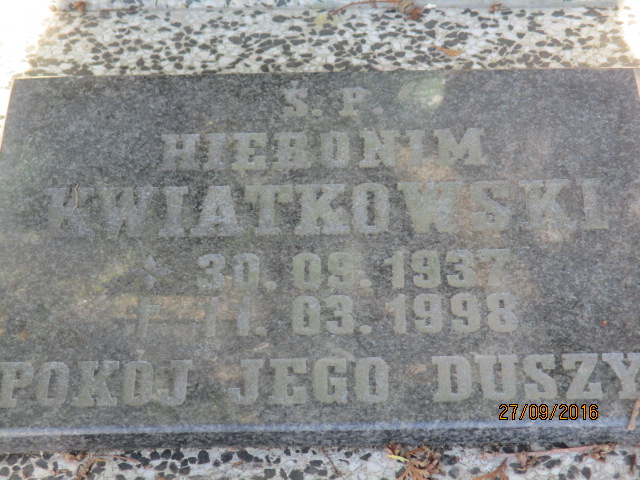 Ś. P.
HIERONIM
KWIATKOWSKI
* 30. 09. 1937
† 11. 03. 1998
POKÓJ JEGO DUSZY
27/09/2016